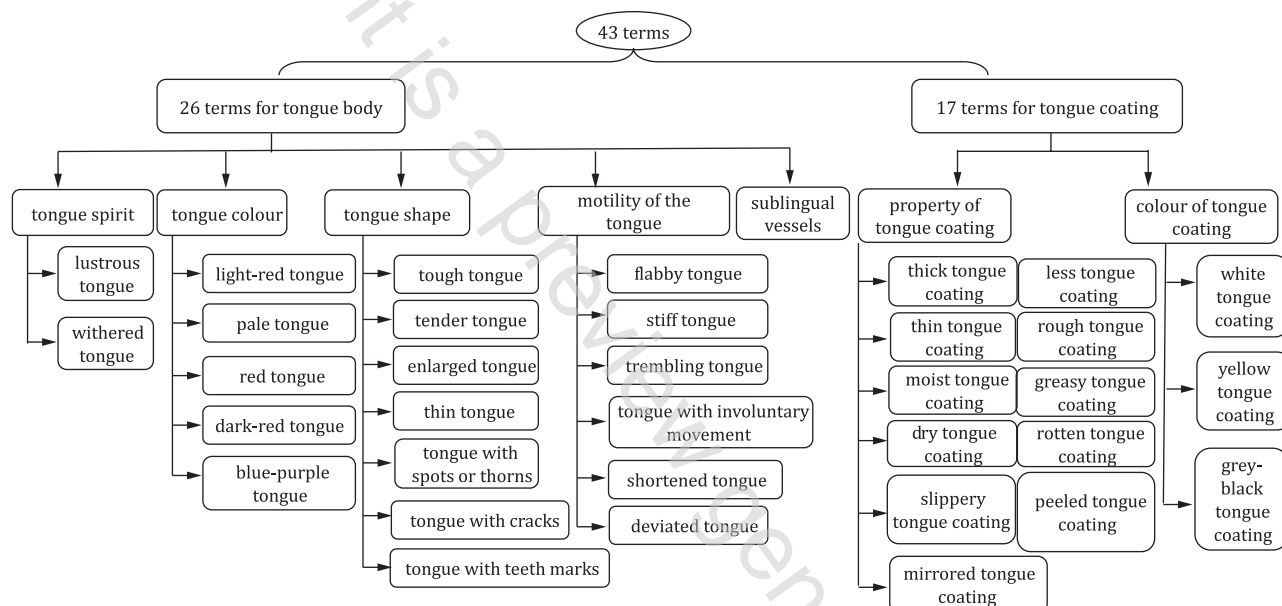 43 terms
26 terms for tongue body
17 terms for tongue coating
tongue spirit
tongue colour
tongue shape
motility of the
tongue
sublingual
vessels
property of
tongue coating
colour of tongue
coating
lustrous
tongue
withered
tongue
light-red tongue
pale tongue
red tongue
dark-red tongue
blue-purple
tongue
tough tongue
tender tongue
enlarged tongue
thin tongue
tongue with
spots or thorns
tongue with cracks
tongue with teeth marks
flabby tongue
stiff tongue
trembling tongue
tongue with involuntary
movement
shortened tongue
deviated tongue
thick tongue
coating
thin tongue
coating
moist tongue
coating
dry tongue
coating
slippery
tongue coating
mirrored tongue
coating
less tongue
coating
rough tongue
coating
greasy tongue
coating
rotten tongue
coating
peeled tongue
coating
white
tongue
coating
yellow
tongue
coating
grey-
black
tongue
coating
it is a preview gen